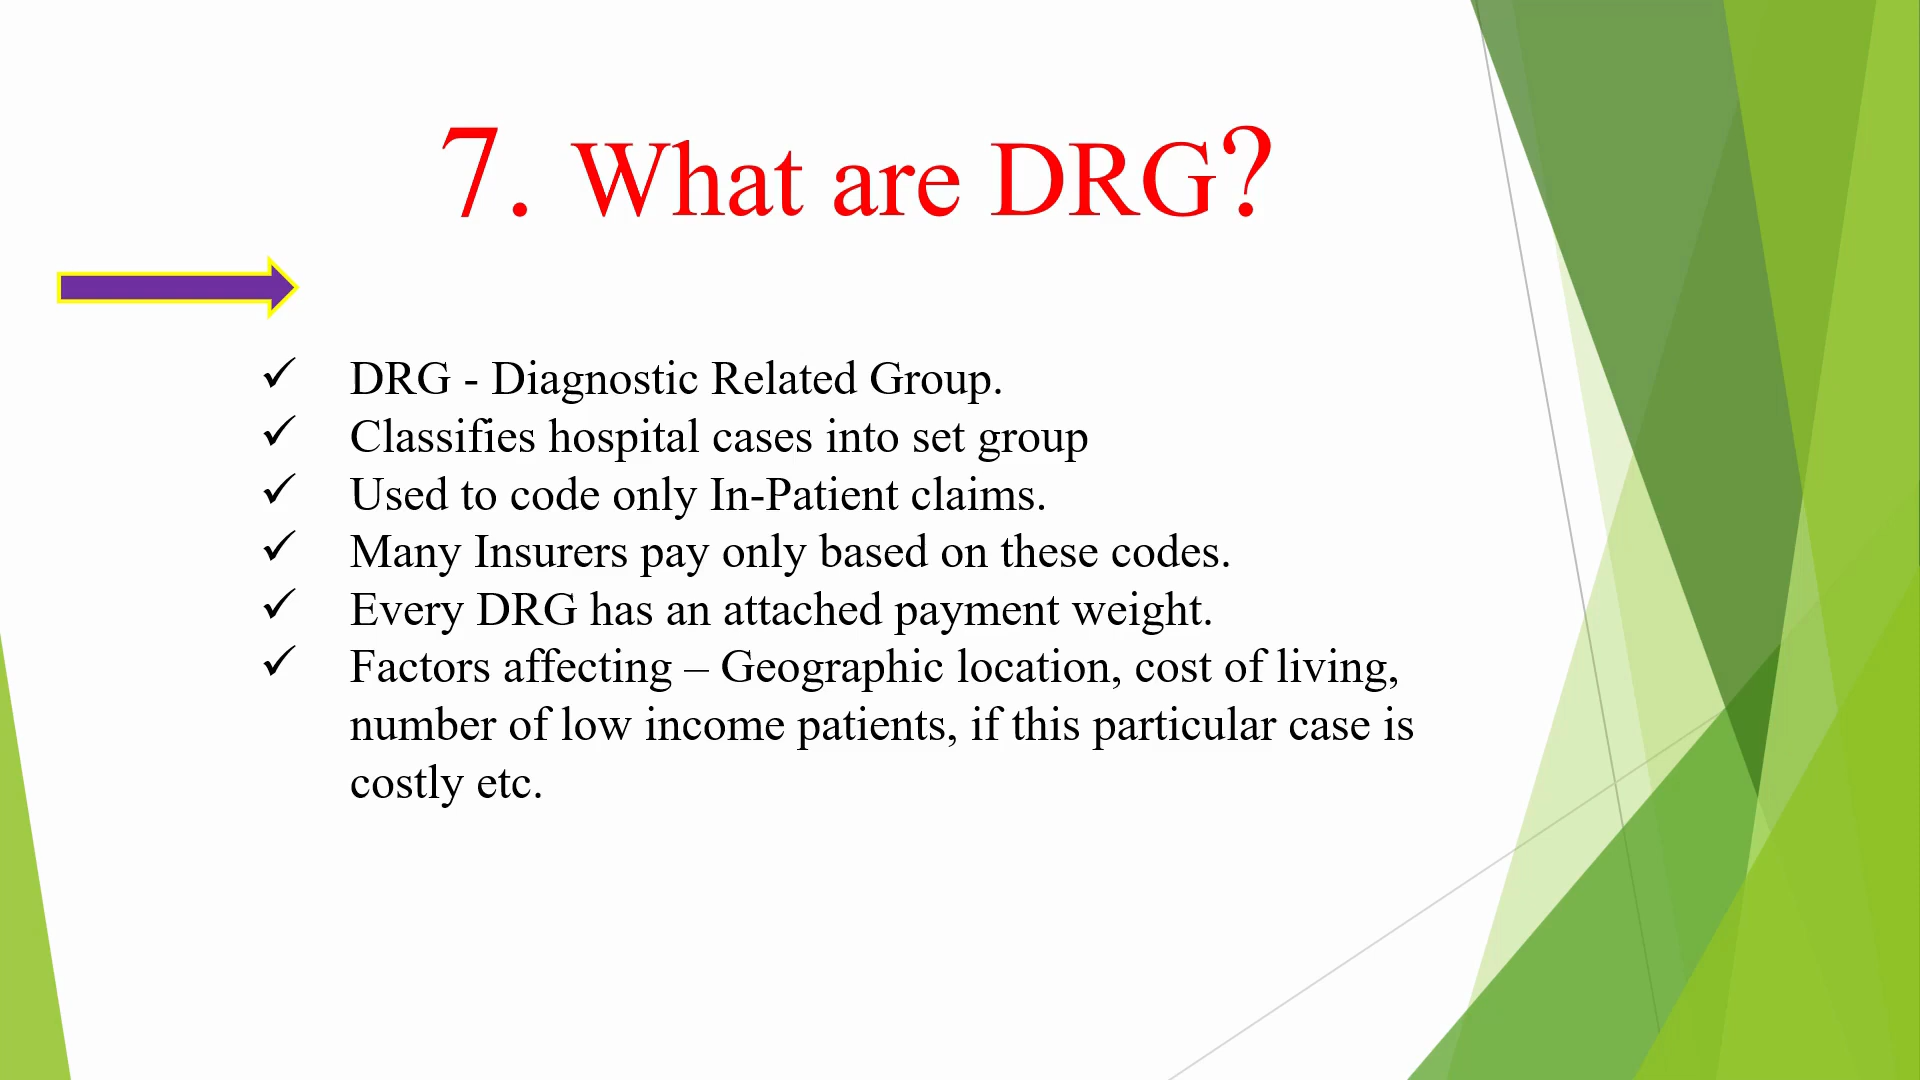 7. What are DRG?
✓ DRG - Diagnostic Related Group.
✓ Classifies hospital cases into set group
✓ Used to code only In-Patient claims.
✓ Many Insurers pay only based on these codes.
✓ Every DRG has an attached payment weight.
✓ Factors affecting – Geographic location, cost of living,
number of low income patients, if this particular case is
costly etc.